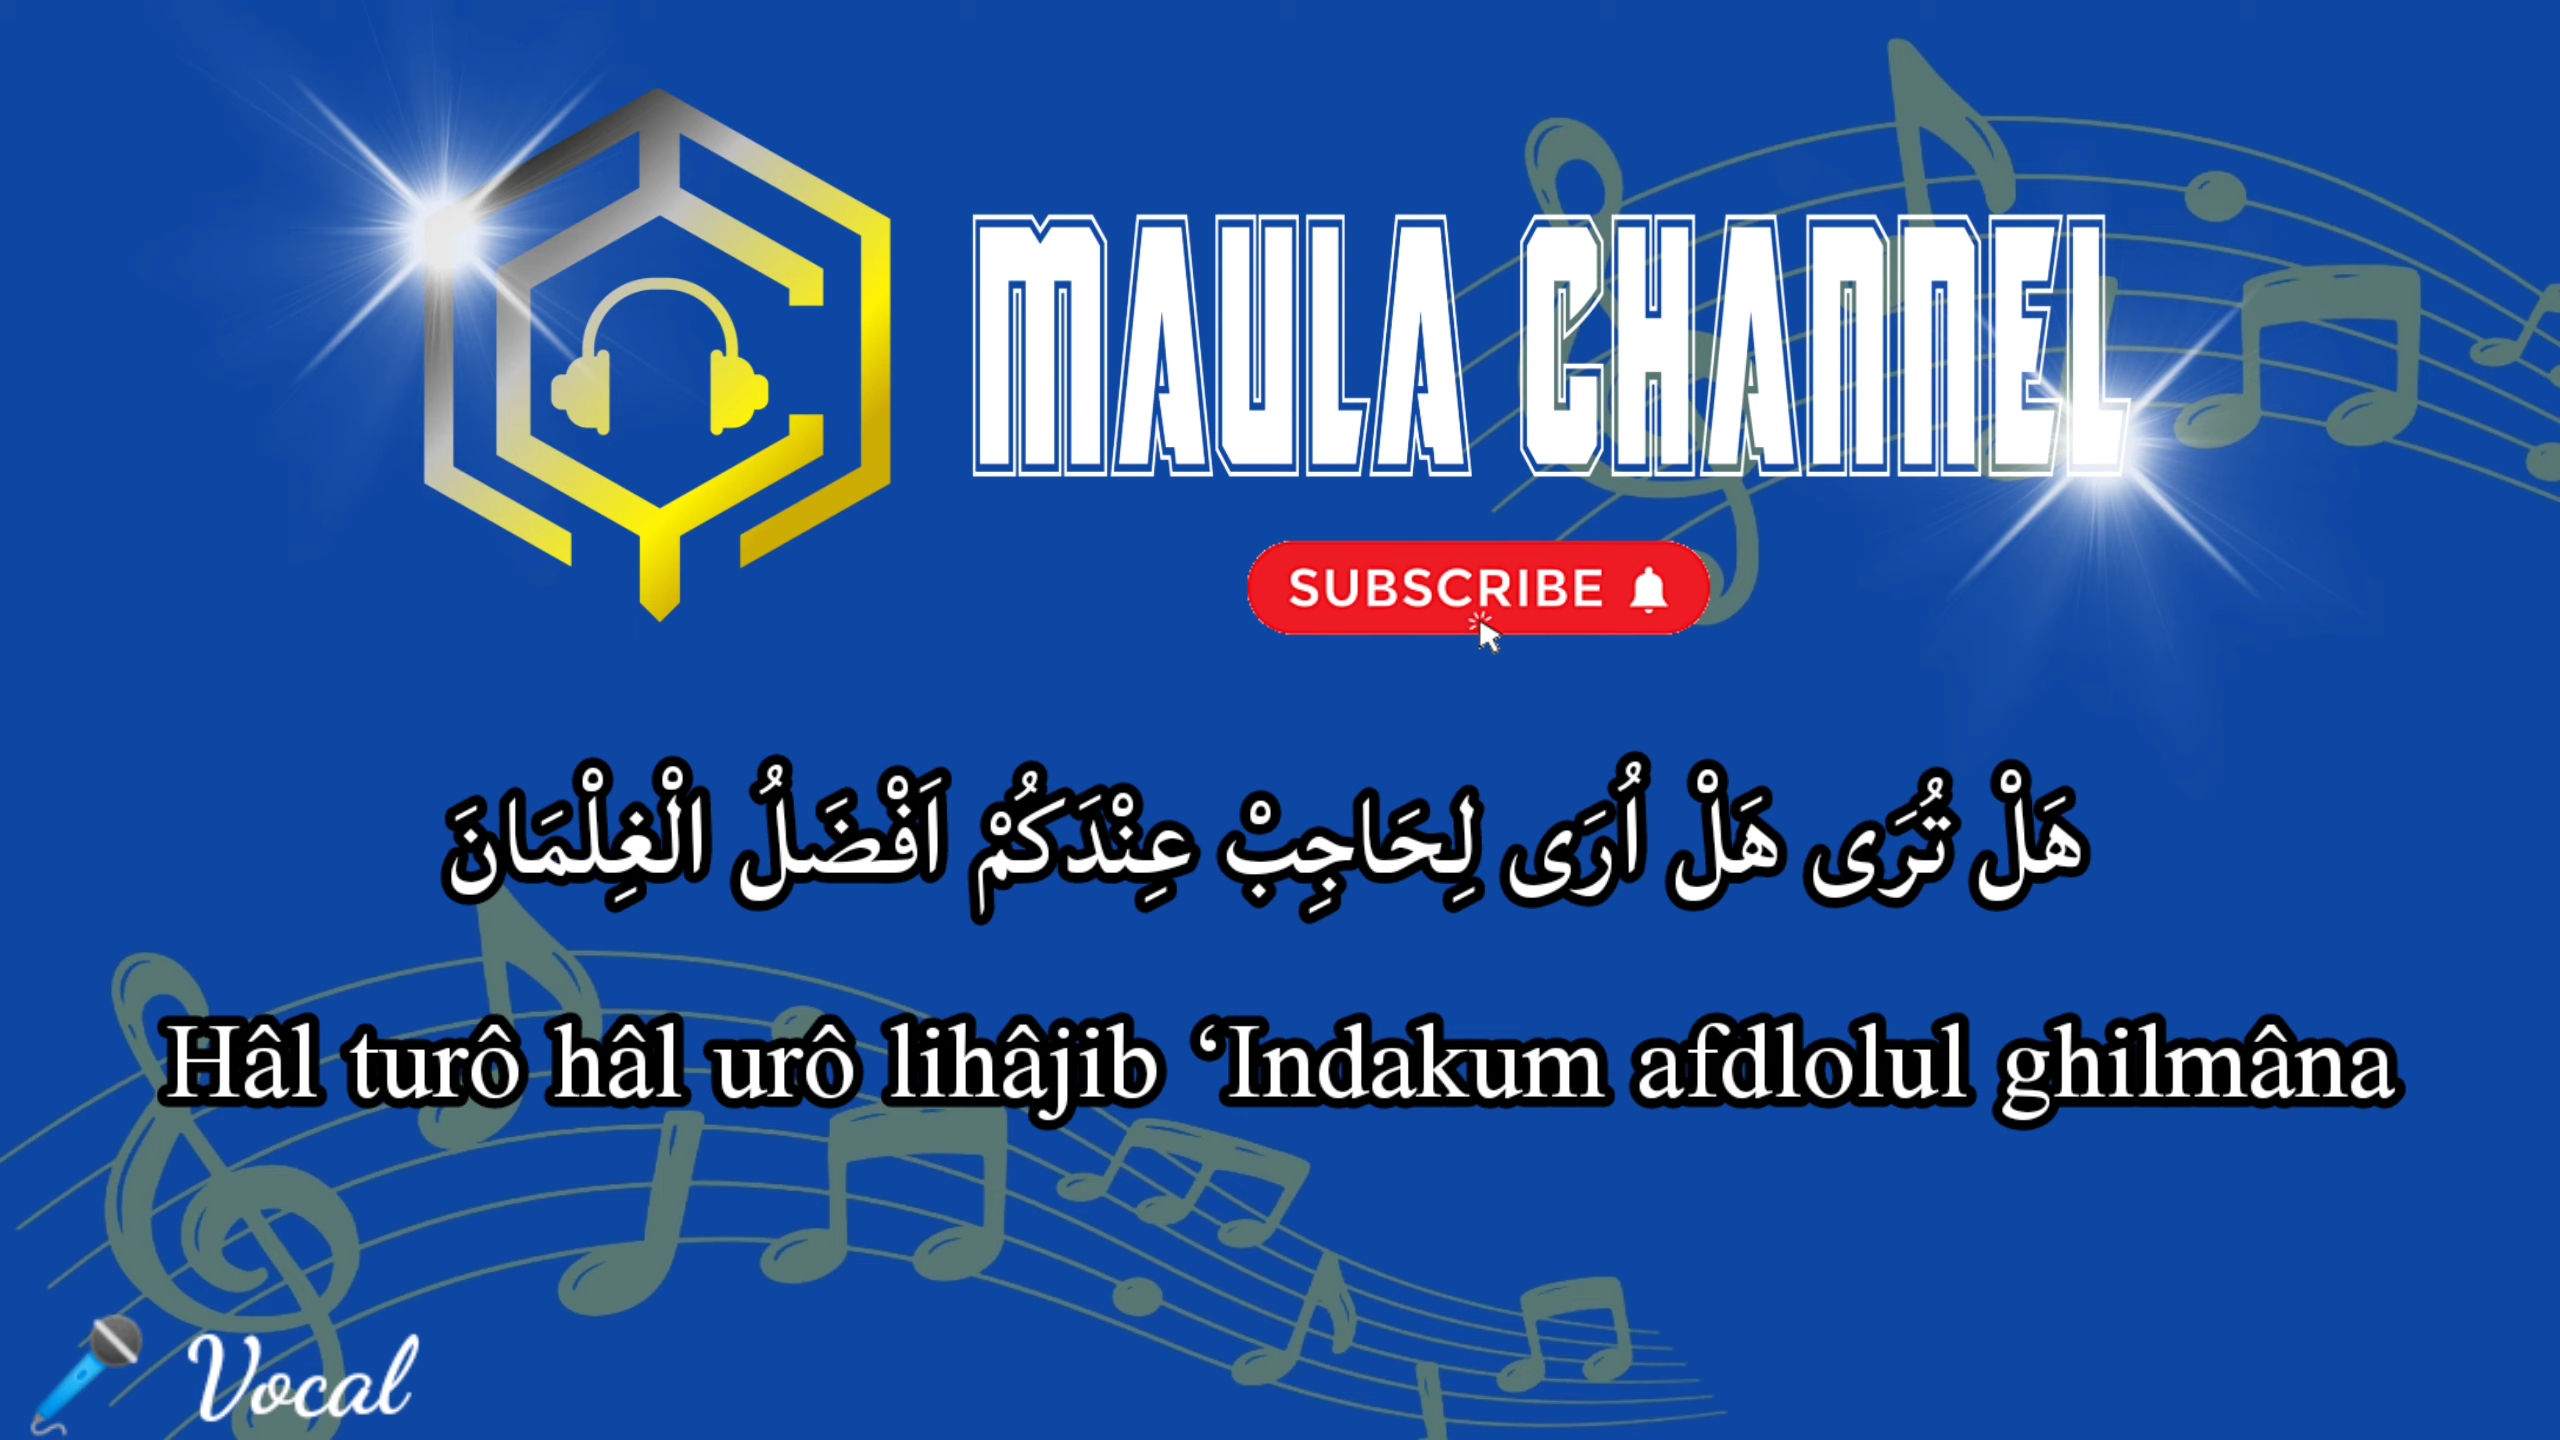 MAULA CHANNEL
SUBSCRIBE
هَلْ تُرَى هَلْ اُرَى لِحَاجِبْ عِنْدَكُمْ اَفْضَلُ الْغِلْمَانَ
Hâl turô hâl urô lihâjib ‘Indakum afdlolul ghilmâna
Vocal